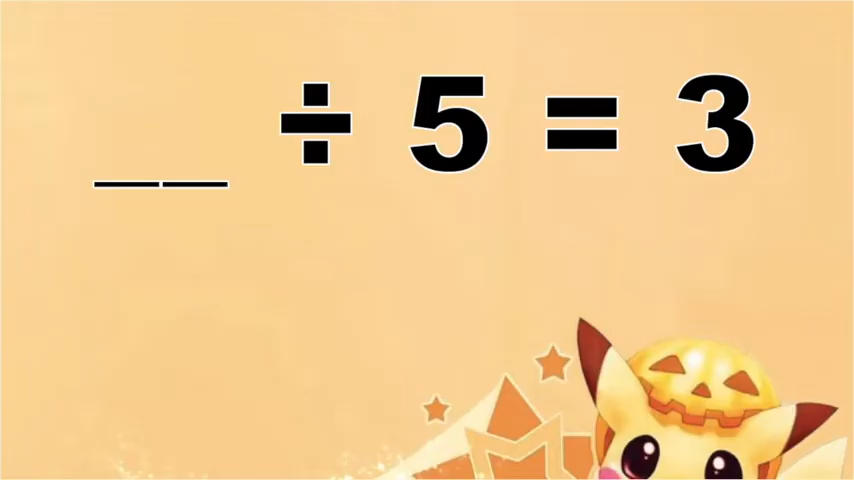 __ ÷ 5 = 3